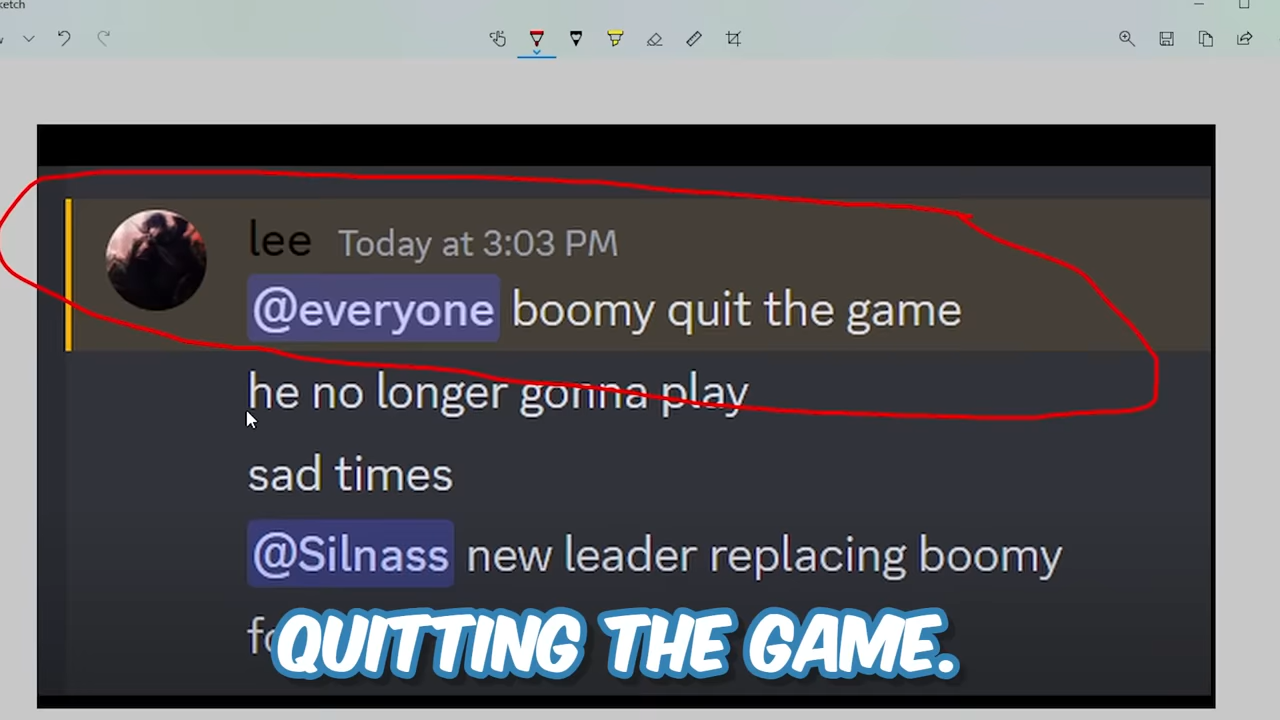 ketch
lee Today at 3:03 PM
@everyone boomy quit the game
he no longer gonna play
sad times
@Silnass new leader replacing boomy
QUITTING THE GAME.